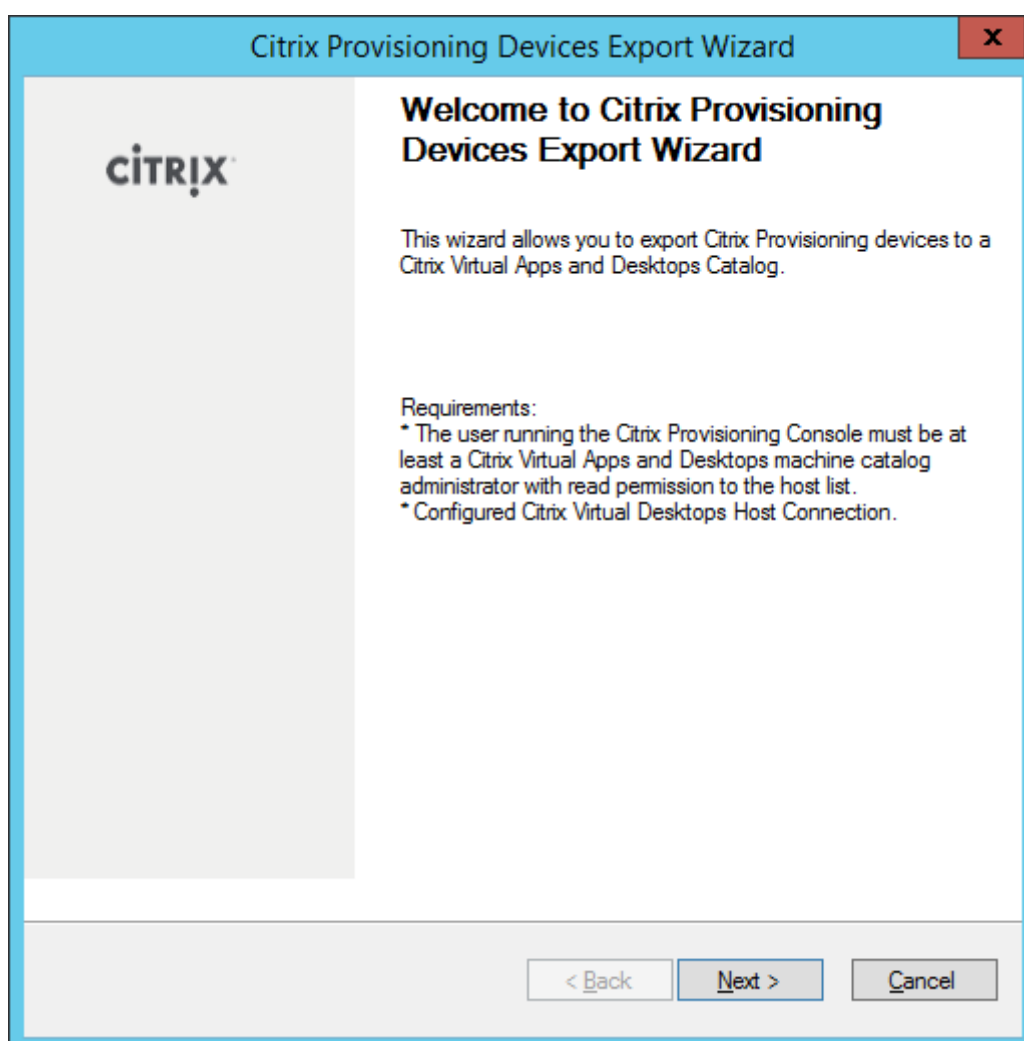 Citrix Provisioning Devices Export Wizard
x
citrix
Welcome to Citrix Provisioning
Devices Export Wizard
This wizard allows you to export Citrix Provisioning devices to a
Citrix Virtual Apps and Desktops Catalog.
Requirements:
* The user running the Citrix Provisioning Console must be at
least a Citrix Virtual Apps and Desktops machine catalog
administrator with read permission to the host list.
* Configured Citrix Virtual Desktops Host Connection.
< Back
Next >
Cancel